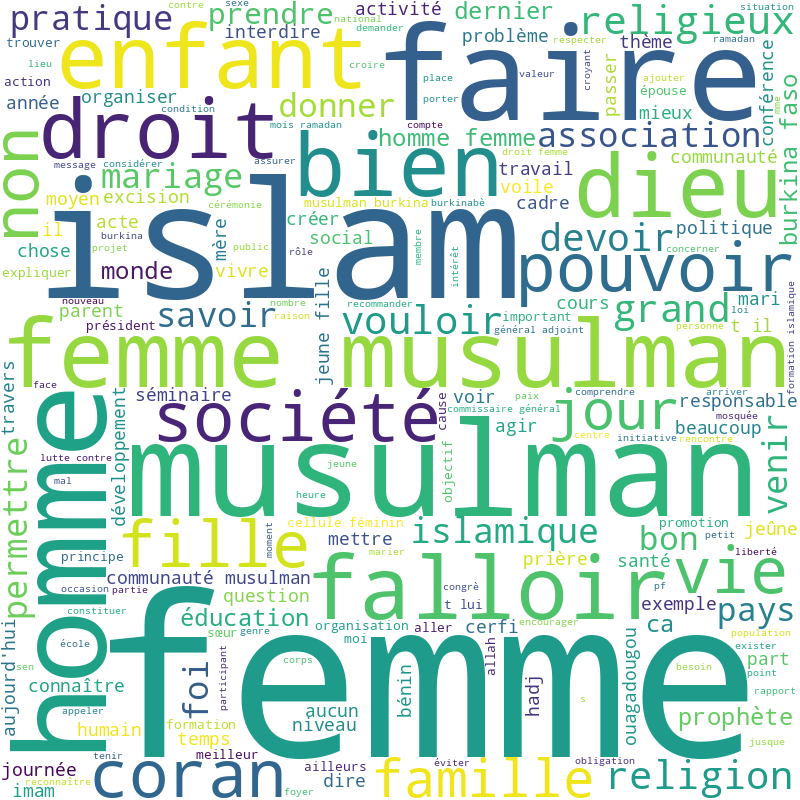 pratique
prendre
sexe
contre
national
activité
dernier
religieux
situation
trouver
interdire
demander
problème
respecter
thème
ramadan
enfant
faire
lieu
croire
croyant
place
valeur
ajouter
passer
action
organiser
condition
donner
porter
épouse
mieux
conférence
mme
burkina faso
année
droit
mois ramadan
compte
homme femme
association
message
considérer
assurer
bien
droit femme
communauté
non
mariage
travail
dieu
moyen
excision
cérémonie
musulman burkina
burkinabè
voile
cadre
il
acte
créer
politique
chose
burkina
mère
social
membre
devoir
projet
public
rôle
intérêt
concerner
expliquer
monde
vivre
islam
pouvoir
nouveau
nombre
recommander
cours
mari
parent
raison
jeune fille
important
grand
loi
président
savoir
vouloir
général adjoint
personne
t il
formation islamique
femme musulman
travers
face
développement
séminaire
voir
comprendre
arriver
responsable
société
cause
commissaire général
paix
jour
mosquée
agir
beaucoup
homme
lutte contre
centre
initiative
rencontre
permettre
mal
jeune
objectif
venir
musulman
heure
fille
cellule féminin
promotion
moment
mettre
islamique
bon
petit
jeûne
principe
prière
liberté
marier
santé
vie
communauté musulman
falloir
occasion
partie
congrè
pf
constituer
question
t lui
exemple
éducation
encourager
pays
aujourd'hui
sœur
genre
organisation
aller
cerfi
ca
population
école
moi
exister
sen
foi
participant
femme
corps
allah
hadj
ouagadougou
besoin
part
connaître
point
rapport
appeler
aucun
bénin
prophète
formation
niveau
s
humain
temps
jusque
tenir
meilleur
éviter
obligation
journée
coran
ailleurs
famille
religion
reconnaître
imam
dire
foyer